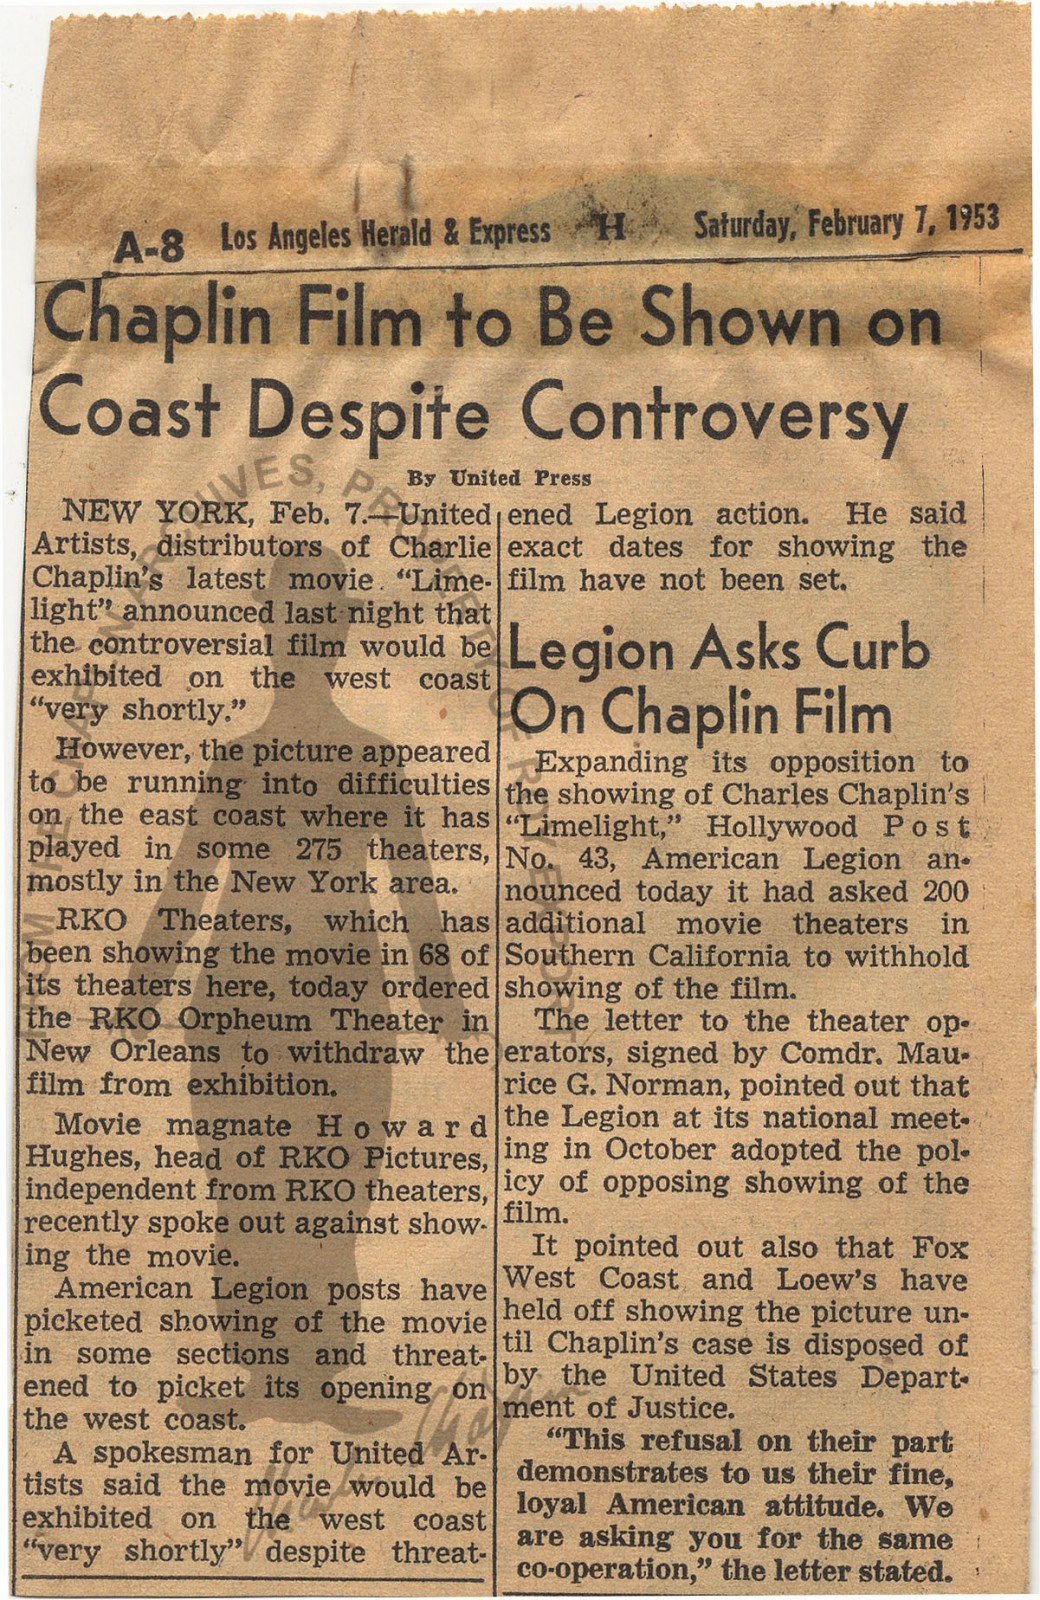 A-8 Los Angeles Herald & Express H Saturday, February 7, 1953
Chaplin Film to Be Shown on
Coast Despite Controversy
By United Press
NEW YORK, Feb. 7.—United
Artists, distributors of Charlie
Chaplin's latest movie "Lime-
light" announced last night that
the controversial film would be
exhibited on the west coast
"very shortly."
However, the picture appeared
to be running into difficulties
on the east coast where it has
played in some 275 theaters,
mostly in the New York area.
RKO Theaters, which has
been showing the movie in 68 of
its theaters here, today ordered
the RKO Orpheum Theater in
New Orleans to withdraw the
film from exhibition.
Movie magnate Howard
Hughes, head of RKO Pictures,
independent from RKO theaters,
recently spoke out against show-
ing the movie.
American Legion posts have
picketed showing of the movie
in some sections and threat-
ened to picket its opening on
the west coast.
A spokesman for United Ar-
tists said the movie would be
exhibited on the west coast
"very shortly" despite threat-
ened Legion action. He said
exact dates for showing the
film have not been set.
Legion Asks Curb
On Chaplin Film
Expanding its opposition to
the showing of Charles Chaplin's
"Limelight," Hollywood Post
No. 43, American Legion an-
nounced today it had asked 200
additional movie theaters in
Southern California to withhold
showing of the film.
The letter to the theater op-
erators, signed by Comdr. Mau-
rice G. Norman, pointed out that
the Legion at its national meet-
ing in October adopted the pol-
icy of opposing showing of the
film.
It pointed out also that Fox
West Coast and Loew's have
held off showing the picture un-
til Chaplin's case is disposed of
by the United States Depart-
ment of Justice.
"This refusal on their part
demonstrates to us their fine,
loyal American attitude. We
are asking you for the same
co-operation," the letter stated.
Charlie Chaplin